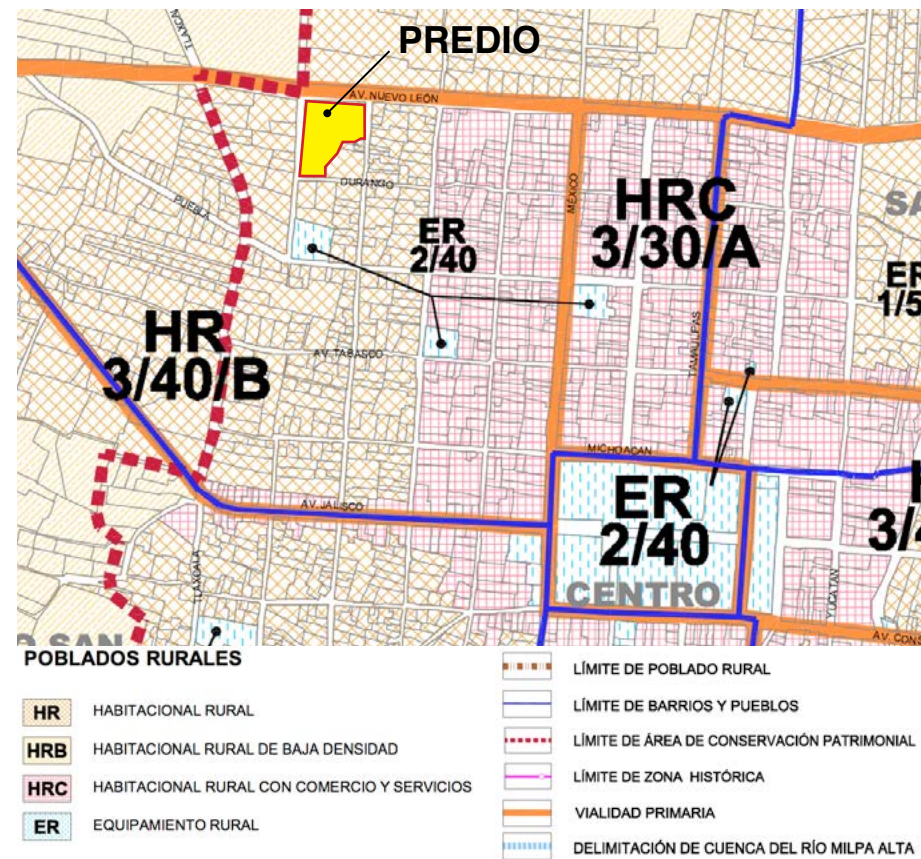 TLAXCAL
PREDIO
AV. NUEVO LEÓN
DURANGO
PUEBLA
MÉXICO
HRC
3/30/A
SA
ER
2/40
ER
1/5
TAMAULIPAS
HR
3/40/B
AV. TABASCO
MICHOACAN
AV. JALISCO
ER
2/40
3/4
CENTRO
TLAXCALA
YUCATÁN
AV. CONS
O SAN
POBLADOS RURALES
HR HABITACIONAL RURAL
HRB HABITACIONAL RURAL DE BAJA DENSIDAD
HRC HABITACIONAL RURAL CON COMERCIO Y SERVICIOS
ER EQUIPAMIENTO RURAL
LÍMITE DE POBLADO RURAL
LÍMITE DE BARRIOS Y PUEBLOS
LÍMITE DE ÁREA DE CONSERVACIÓN PATRIMONIAL
LÍMITE DE ZONA HISTÓRICA
VIALIDAD PRIMARIA
DELIMITACIÓN DE CUENCA DEL RÍO MILPA ALTA